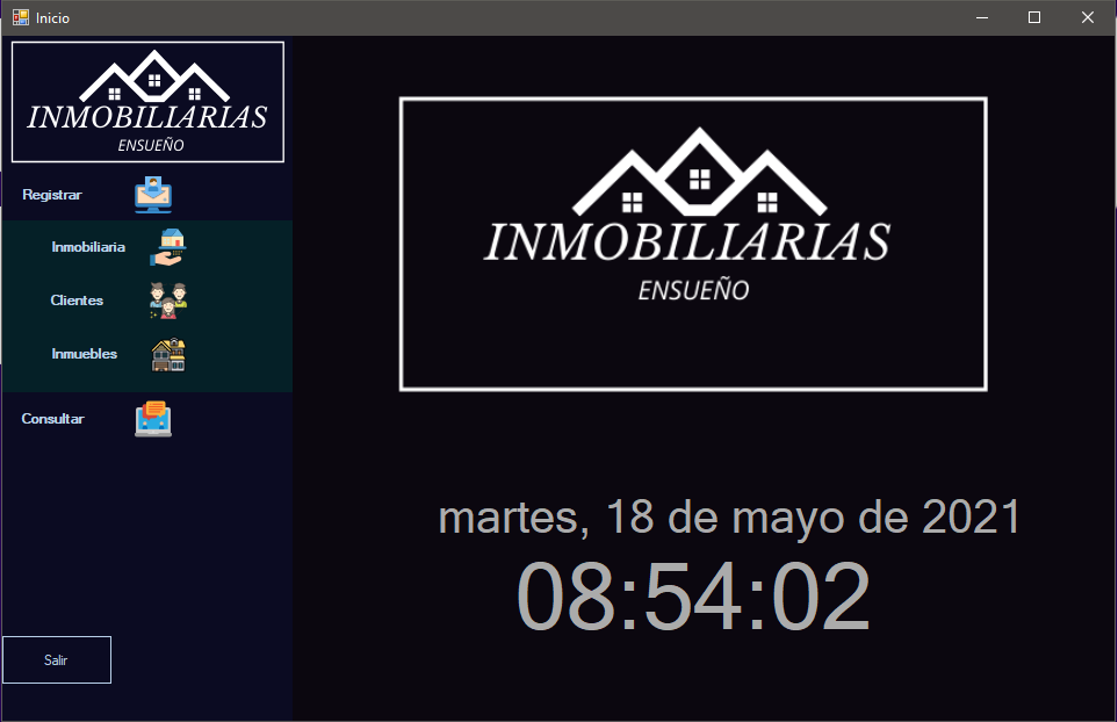 Inicio
INMOBILIARIAS
ENSUEÑO
Registrar
Inmobiliaria
Clientes
Inmuebles
Consultar
Salir
INMOBILIARIAS
ENSUEÑO
martes, 18 de mayo de 2021
08:54:02